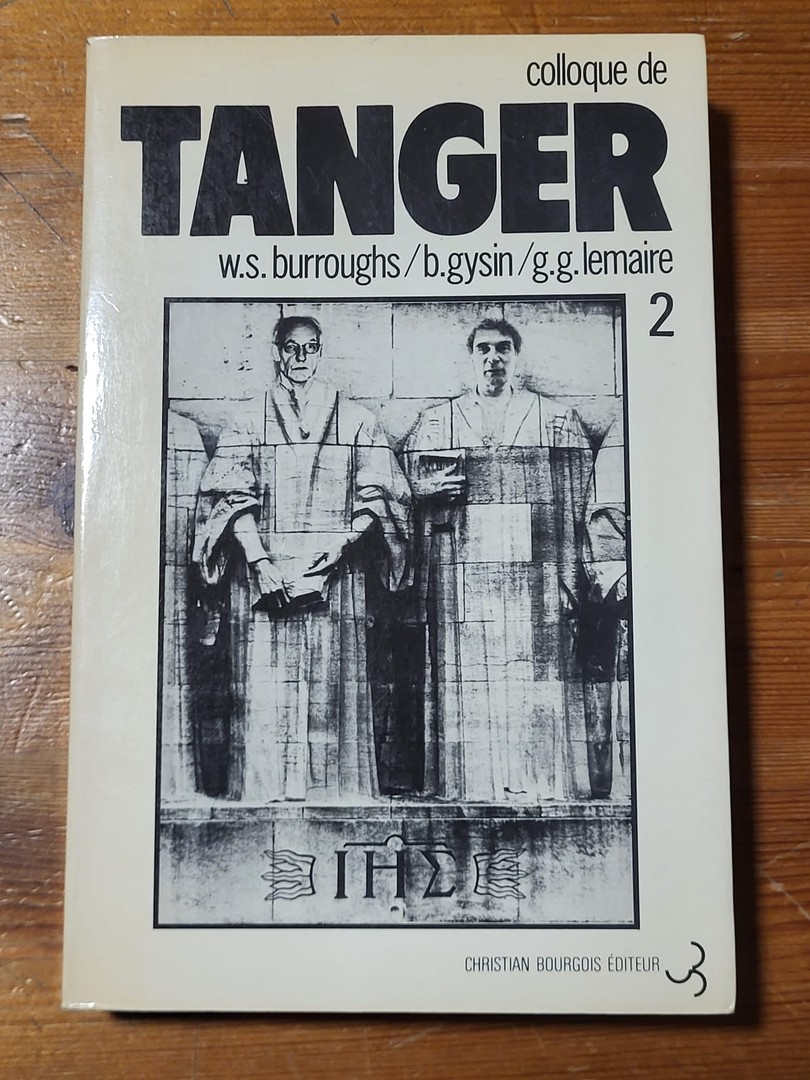 colloque de
TANGER
w.s. burroughs/b.gysin/g.g.lemaire
2
ΙΗΣ
CHRISTIAN BOURGOIS ÉDITEUR